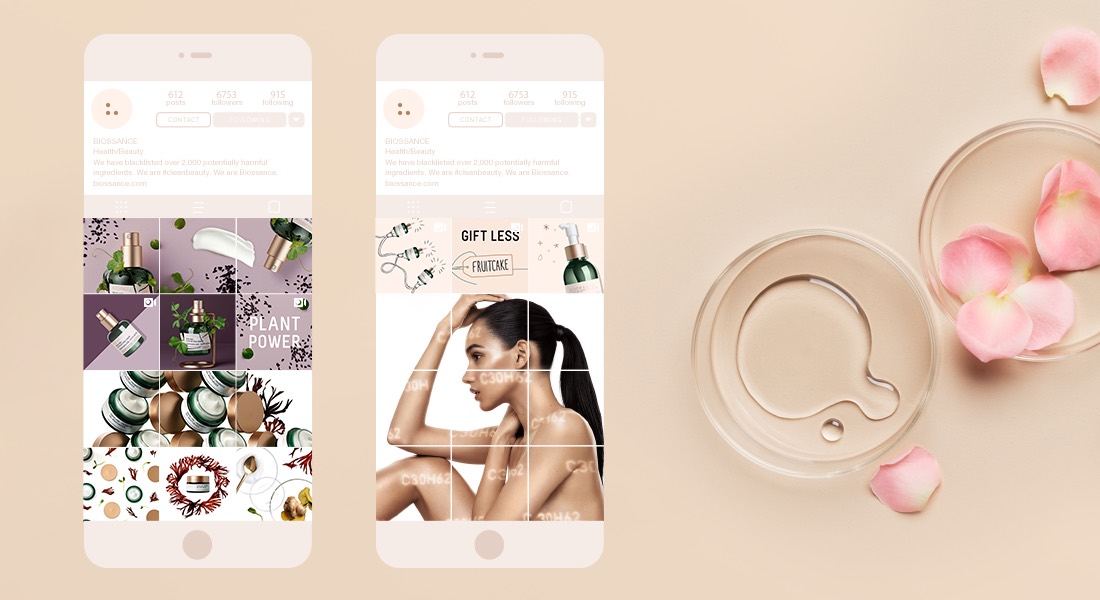 612 6753 915
posts followers following
CONTACT FOLLOWING
BIOSSANCE
Health/Beauty
We have blacklisted over 2,000 potentially harmful
ingredients. We are #cleanbeauty. We are Biossance.
biossance.com
PLANT
POWER
612 6753 915
posts followers following
CONTACT FOLLOWING
BIOSSANCE
Health/Beauty
We have blacklisted over 2,000 potentially harmful
ingredients. We are #cleanbeauty. We are Biossance.
biossance.com
GIFT LESS
FRUITCAKE
C30H62
C30H62
C30H62
C30H62